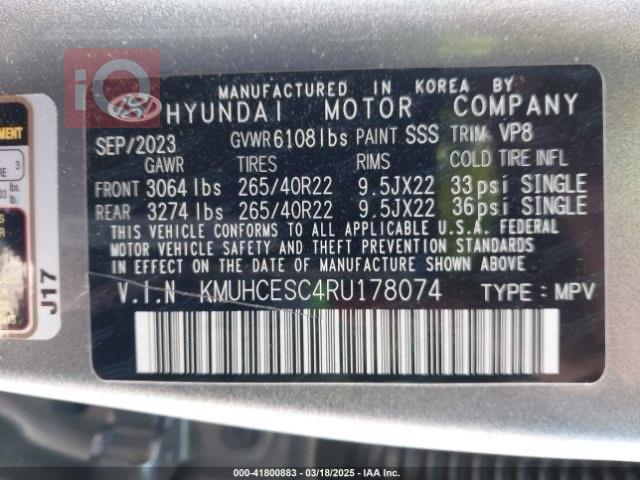 iQ
MANUFACTURED IN KOREA BY
HYUNDAI MOTOR COMPANY
SEP/2023 GVWR 6108 lbs PAINT SSS TRIM VP8
GAWR TIRES RIMS COLD TIRE INFL
FRONT 3064 lbs 265/40R22 9.5JX22 33 psi SINGLE
REAR 3274 lbs 265/40R22 9.5JX22 36 psi SINGLE
THIS VEHICLE CONFORMS TO ALL APPLICABLE U.S.A. FEDERAL
MOTOR VEHICLE SAFETY AND THEFT PREVENTION STANDARDS
IN EFFECT ON THE DATE OF MANUFACTURE SHOWN ABOVE.
V.I.N KMUHCESC4RU178074 TYPE : MPV
3
lbs.
J17
000-41800883 — 03/18/2025 — IAA Inc.